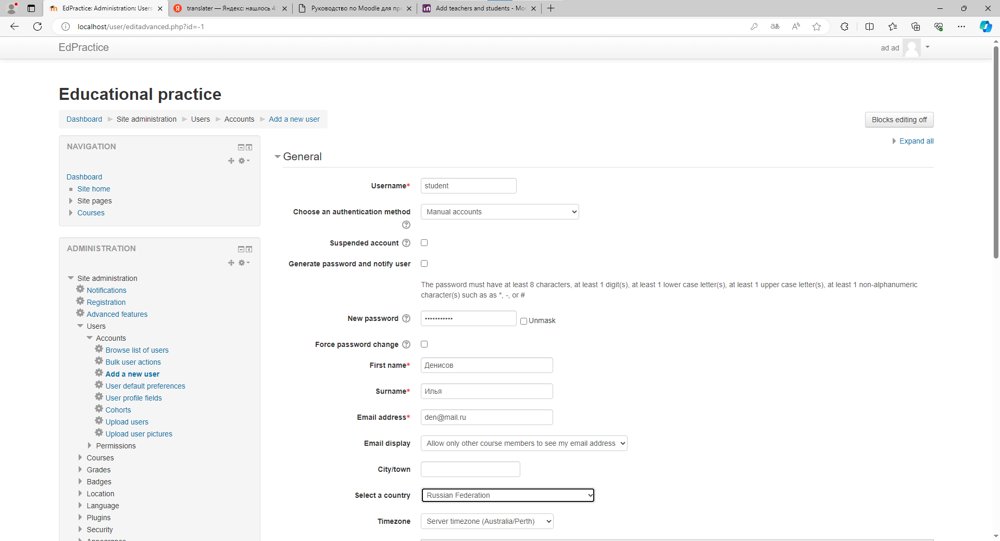 EdPractice: Administration: Users
translater — Яндекс: нашлось 4
Руководство по Moodle для пре
Add teachers and students - Moo
localhost/user/editadvanced.php?id=-1
EdPractice
ad ad
Educational practice
Dashboard Site administration Users Accounts Add a new user
Blocks editing off
NAVIGATION
Dashboard
Site home
Site pages
Courses
ADMINISTRATION
Site administration
Notifications
Registration
Advanced features
Users
Accounts
Browse list of users
Bulk user actions
Add a new user
User default preferences
User profile fields
Cohorts
Upload users
Upload user pictures
Permissions
Courses
Grades
Badges
Location
Language
Plugins
Security
Appearance
Expand all
General
Username* student
Choose an authentication method Manual accounts
Suspended account
Generate password and notify user
The password must have at least 8 characters, at least 1 digit(s), at least 1 lower case letter(s), at least 1 upper case letter(s), at least 1 non-alphanumeric
character(s) such as as *, -, or #
New password ••••••••••• Unmask
Force password change
First name* Денисов
Surname* Илья
Email address* den@mail.ru
Email display Allow only other course members to see my email address
City/town
Select a country Russian Federation
Timezone Server timezone (Australia/Perth)